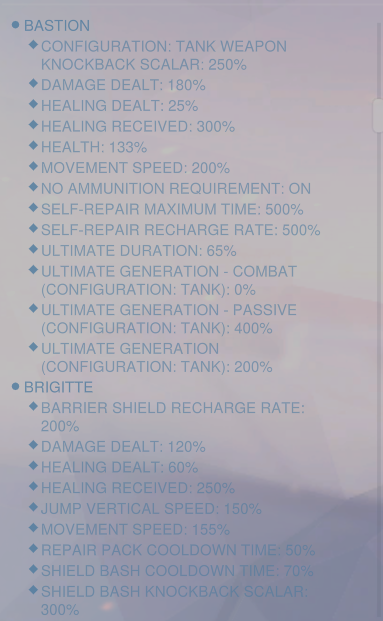 BASTION
CONFIGURATION: TANK WEAPON
KNOCKBACK SCALAR: 250%
DAMAGE DEALT: 180%
HEALING DEALT: 25%
HEALING RECEIVED: 300%
HEALTH: 133%
MOVEMENT SPEED: 200%
NO AMMUNITION REQUIREMENT: ON
SELF-REPAIR MAXIMUM TIME: 500%
SELF-REPAIR RECHARGE RATE: 500%
ULTIMATE DURATION: 65%
ULTIMATE GENERATION - COMBAT
(CONFIGURATION: TANK): 0%
ULTIMATE GENERATION - PASSIVE
(CONFIGURATION: TANK): 400%
ULTIMATE GENERATION
(CONFIGURATION: TANK): 200%
BRIGITTE
BARRIER SHIELD RECHARGE RATE:
200%
DAMAGE DEALT: 120%
HEALING DEALT: 60%
HEALING RECEIVED: 250%
JUMP VERTICAL SPEED: 150%
MOVEMENT SPEED: 155%
REPAIR PACK COOLDOWN TIME: 50%
SHIELD BASH COOLDOWN TIME: 70%
SHIELD BASH KNOCKBACK SCALAR:
300%